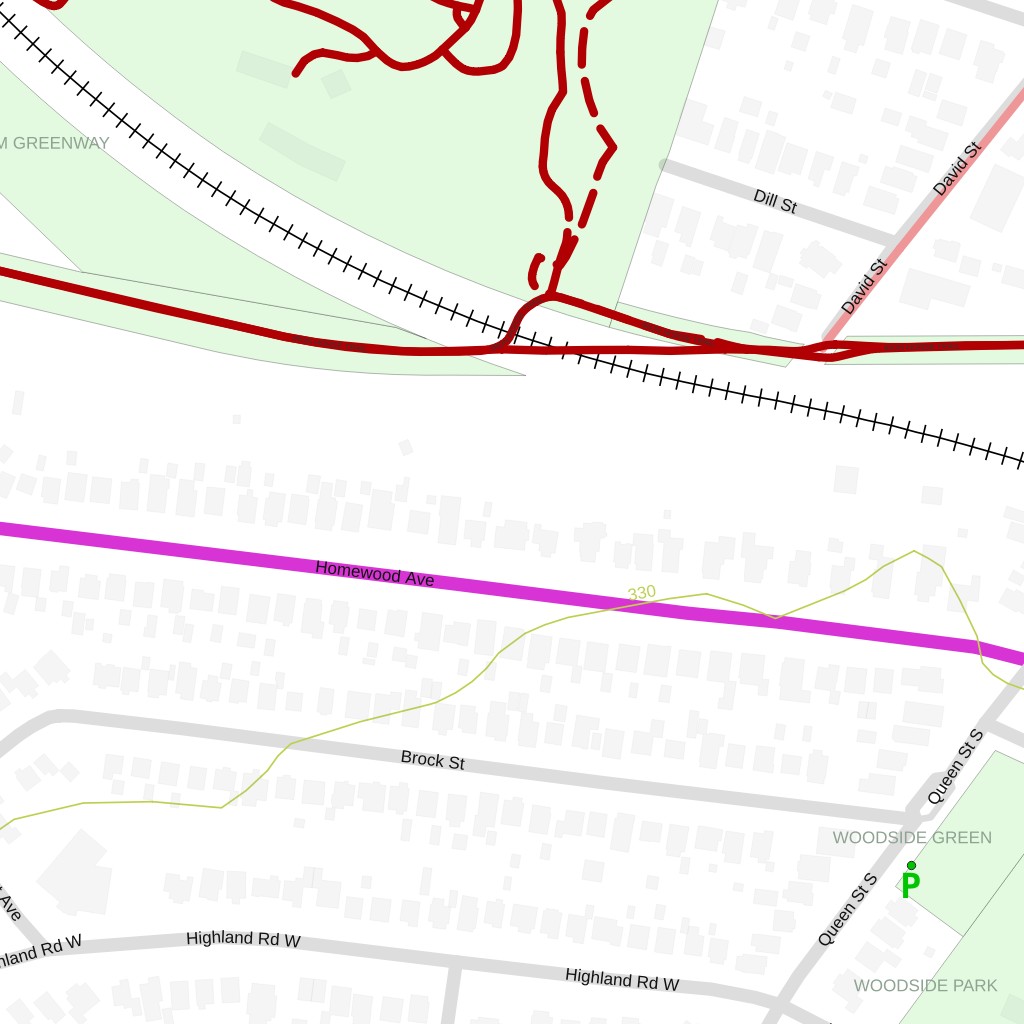 M GREENWAY
David St
Dill St
David St
Homewood Ave
330
Brock St
Queen St S
WOODSIDE GREEN
P
Queen St S
Ave
Highland Rd W
hland Rd W
Highland Rd W
WOODSIDE PARK